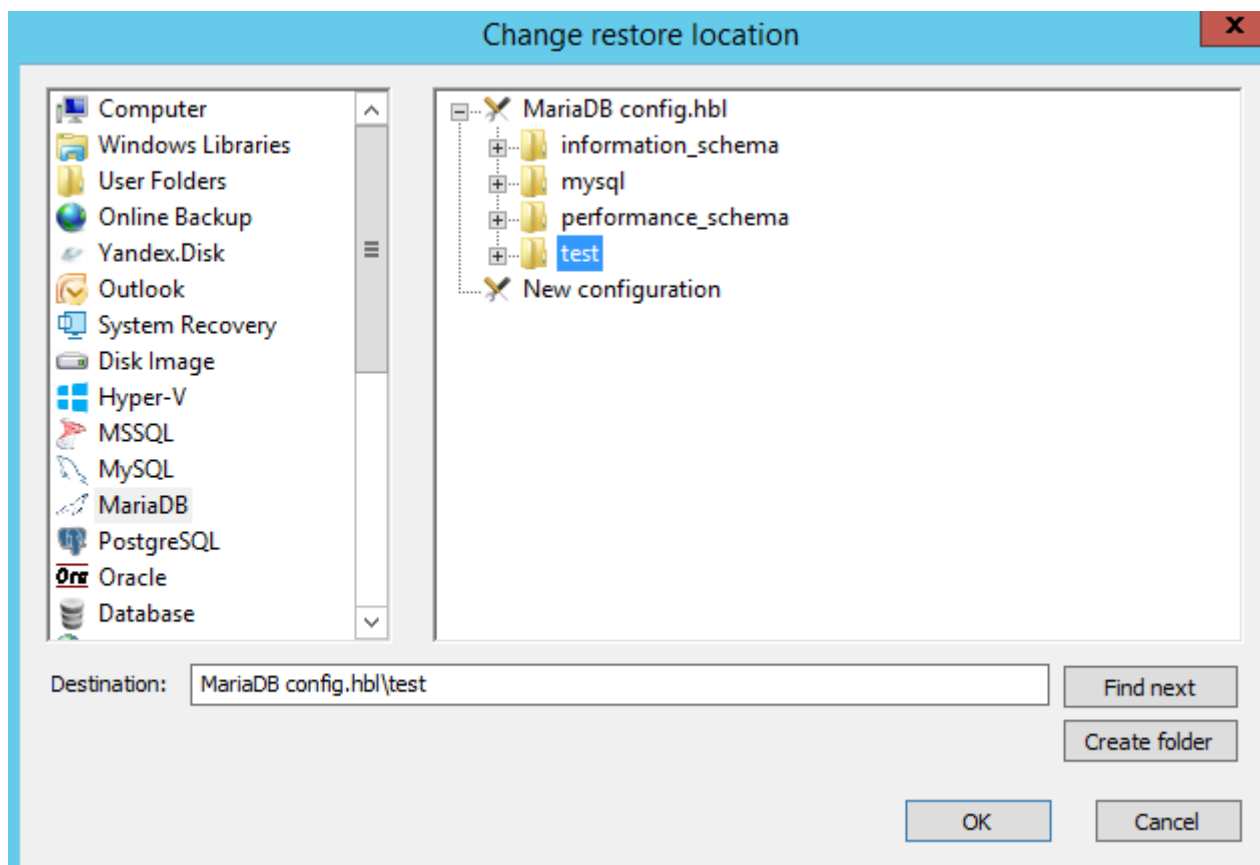 Change restore location
x
Computer
Windows Libraries
User Folders
Online Backup
Yandex.Disk
Outlook
System Recovery
Disk Image
Hyper-V
MSSQL
MySQL
MariaDB
PostgreSQL
Ora Oracle
Database
MariaDB config.hbl
information_schema
mysql
performance_schema
test
New configuration
Destination: MariaDB config.hbl\test
Find next
Create folder
OK
Cancel